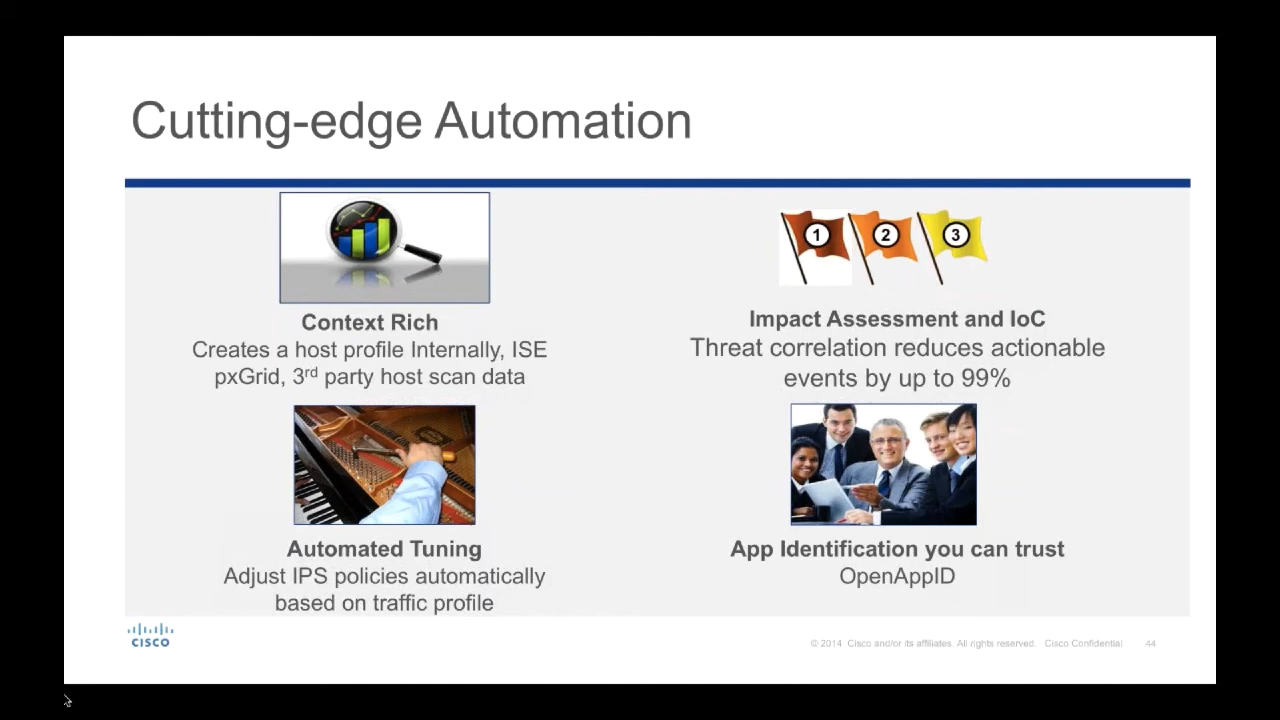 Cutting-edge Automation
1 2 3
Context Rich
Creates a host profile Internally, ISE
pxGrid, 3rd party host scan data
Impact Assessment and IoC
Threat correlation reduces actionable
events by up to 99%
Automated Tuning
Adjust IPS policies automatically
based on traffic profile
App Identification you can trust
OpenAppID
CISCO
© 2014 Cisco and/or its affiliates. All rights reserved. Cisco Confidential 44